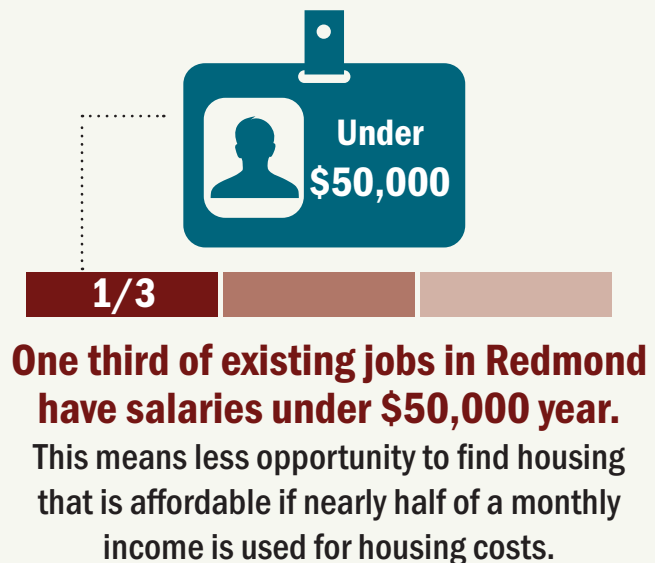 Under
$50,000
1/3
One third of existing jobs in Redmond
have salaries under $50,000 year.
This means less opportunity to find housing
that is affordable if nearly half of a monthly
income is used for housing costs.